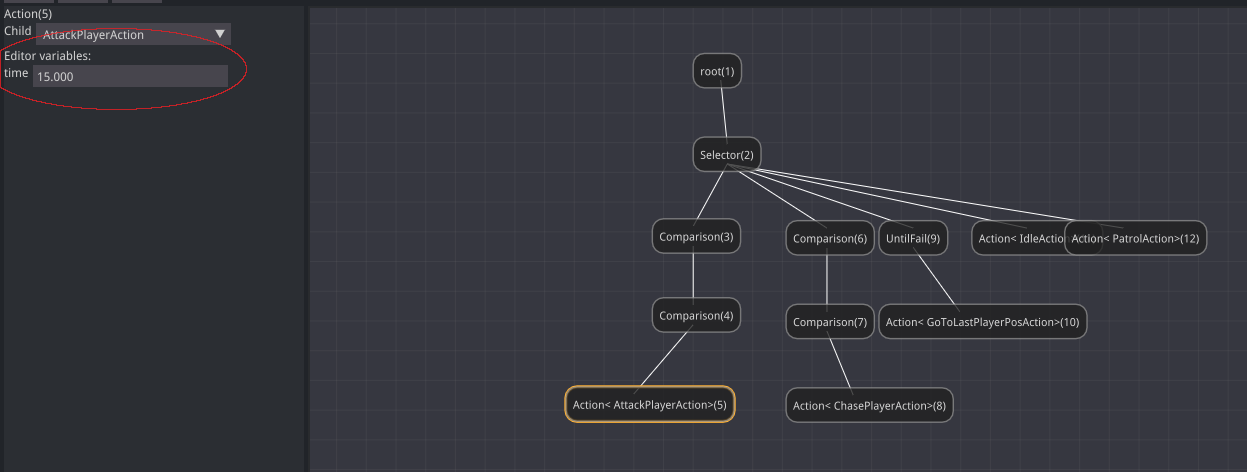 Action(5)
Child AttackPlayerAction
Editor variables:
time 15.000
root(1)
Selector(2)
Comparison(3)
Comparison(6)
UntilFail(9)
Action< IdleAction
Action< PatrolAction>(12)
Comparison(4)
Comparison(7)
Action< GoToLastPlayerPosAction>(10)
Action< AttackPlayerAction>(5)
Action< ChasePlayerAction>(8)